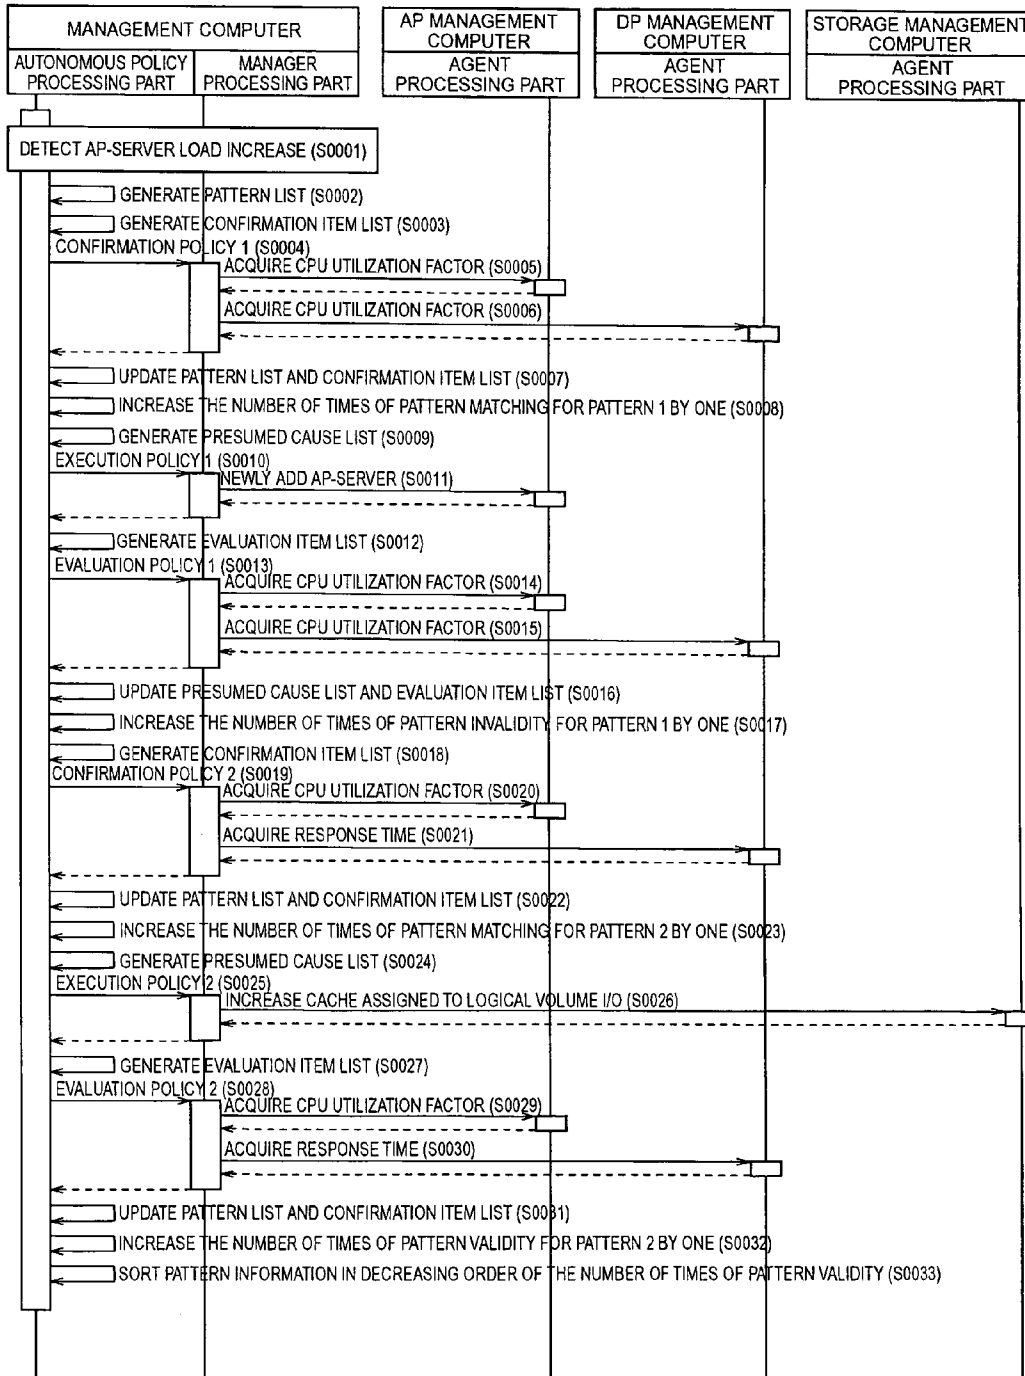 MANAGEMENT COMPUTER
AUTONOMOUS POLICY
PROCESSING PART
MANAGER
PROCESSING PART
AP MANAGEMENT
COMPUTER
AGENT
PROCESSING PART
DP MANAGEMENT
COMPUTER
AGENT
PROCESSING PART
STORAGE MANAGEMENT
COMPUTER
AGENT
PROCESSING PART
DETECT AP-SERVER LOAD INCREASE (S0001)
GENERATE PATTERN LIST (S0002)
GENERATE CONFIRMATION ITEM LIST (S0003)
CONFIRMATION POLICY 1 (S0004)
ACQUIRE CPU UTILIZATION FACTOR (S0005)
ACQUIRE CPU UTILIZATION FACTOR (S0006)
UPDATE PATTERN LIST AND CONFIRMATION ITEM LIST (S0007)
INCREASE THE NUMBER OF TIMES OF PATTERN MATCHING FOR PATTERN 1 BY ONE (S0008)
GENERATE PRESUMED CAUSE LIST (S0009)
EXECUTION POLICY 1 (S0010)
NEWLY ADD AP-SERVER (S0011)
GENERATE EVALUATION ITEM LIST (S0012)
EVALUATION POLICY 1 (S0013)
ACQUIRE CPU UTILIZATION FACTOR (S0014)
ACQUIRE CPU UTILIZATION FACTOR (S0015)
UPDATE PRESUMED CAUSE LIST AND EVALUATION ITEM LIST (S0016)
INCREASE THE NUMBER OF TIMES OF PATTERN INVALIDITY FOR PATTERN 1 BY ONE (S0017)
GENERATE CONFIRMATION ITEM LIST (S0018)
CONFIRMATION POLICY 2 (S0019)
ACQUIRE CPU UTILIZATION FACTOR (S0020)
ACQUIRE RESPONSE TIME (S0021)
UPDATE PATTERN LIST AND CONFIRMATION ITEM LIST (S0022)
INCREASE THE NUMBER OF TIMES OF PATTERN MATCHING FOR PATTERN 2 BY ONE (S0023)
GENERATE PRESUMED CAUSE LIST (S0024)
EXECUTION POLICY 2 (S0025)
INCREASE CACHE ASSIGNED TO LOGICAL VOLUME I/O (S0026)
GENERATE EVALUATION ITEM LIST (S0027)
EVALUATION POLICY 2 (S0028)
ACQUIRE CPU UTILIZATION FACTOR (S0029)
ACQUIRE RESPONSE TIME (S0030)
UPDATE PATTERN LIST AND CONFIRMATION ITEM LIST (S0031)
INCREASE THE NUMBER OF TIMES OF PATTERN VALIDITY FOR PATTERN 2 BY ONE (S0032)
SORT PATTERN INFORMATION IN DECREASING ORDER OF THE NUMBER OF TIMES OF PATTERN VALIDITY (S0033)